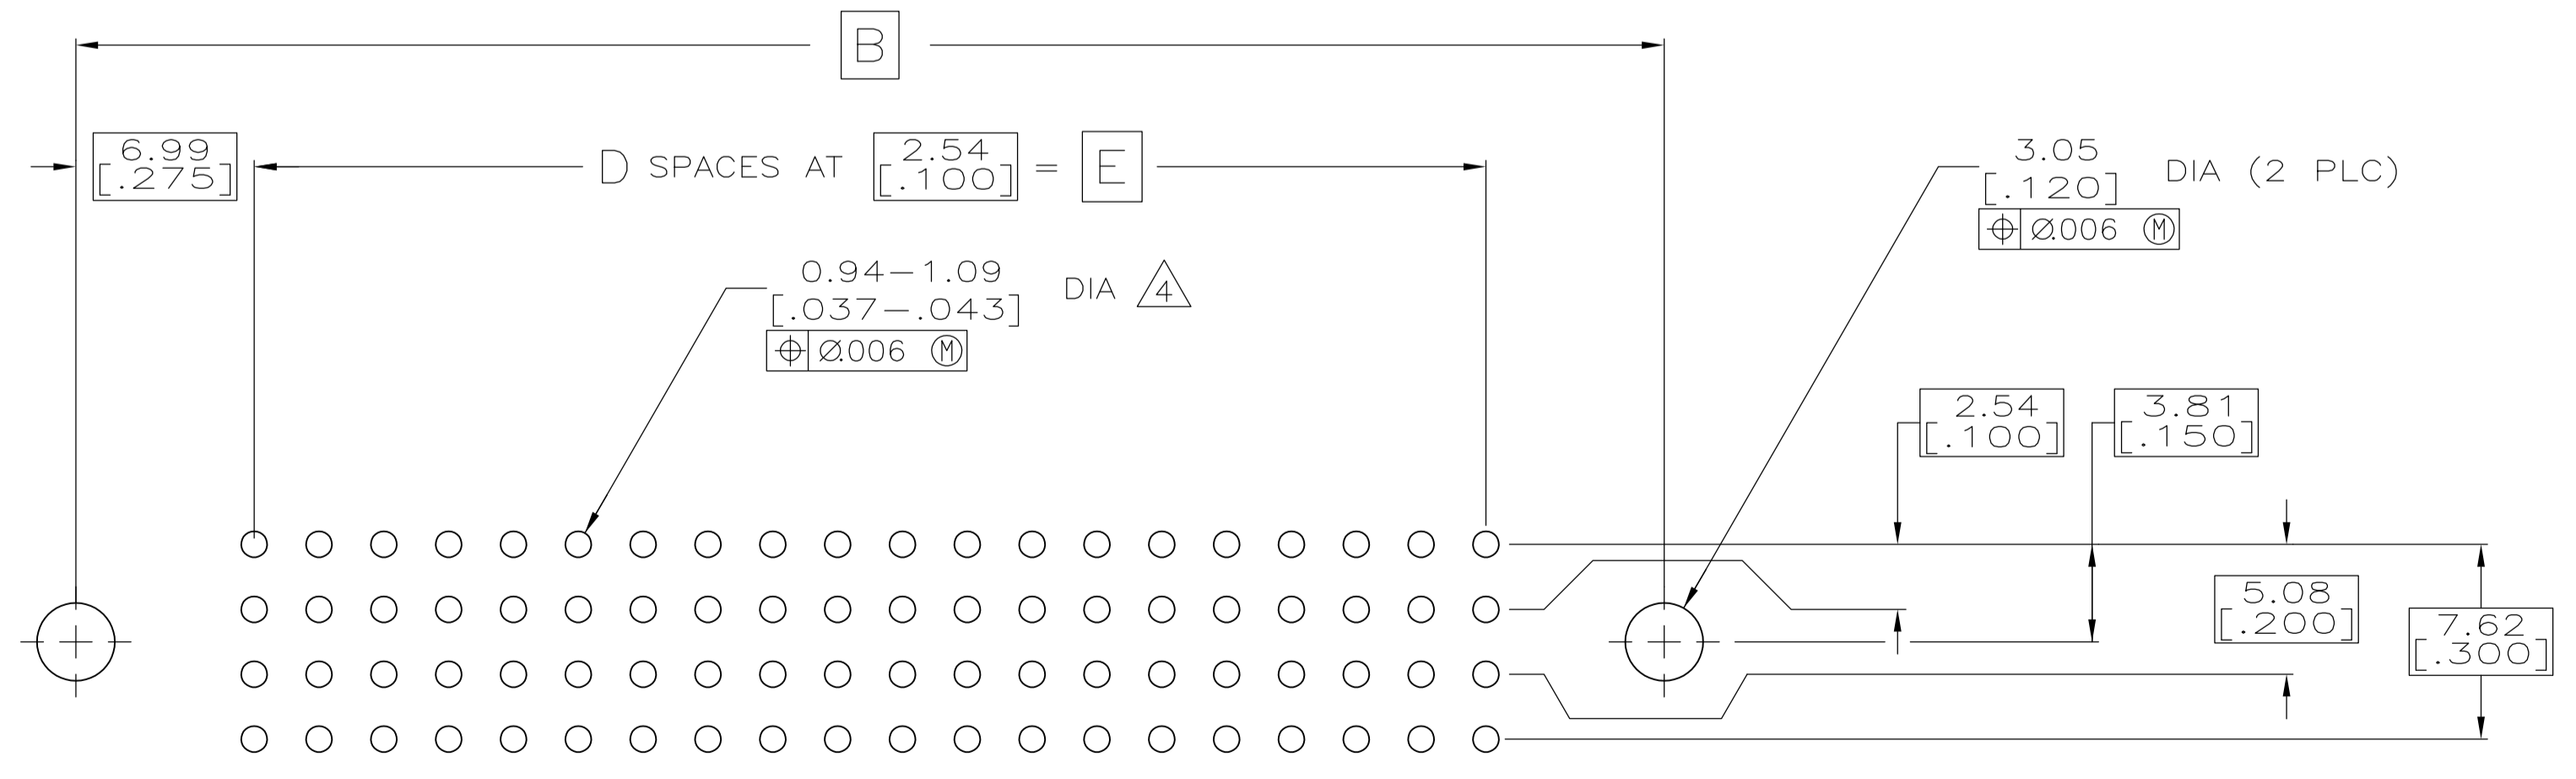 B
6.99
[.275]
D SPACES AT
2.54
[.100]
=
E
3.05
[.120]
DIA (2 PLC)
⌖ Ø.006 Ⓜ
0.94-1.09
[.037-.043]
DIA 4
⌖ Ø.006 Ⓜ
2.54
[.100]
3.81
[.150]
5.08
[.200]
7.62
[.300]